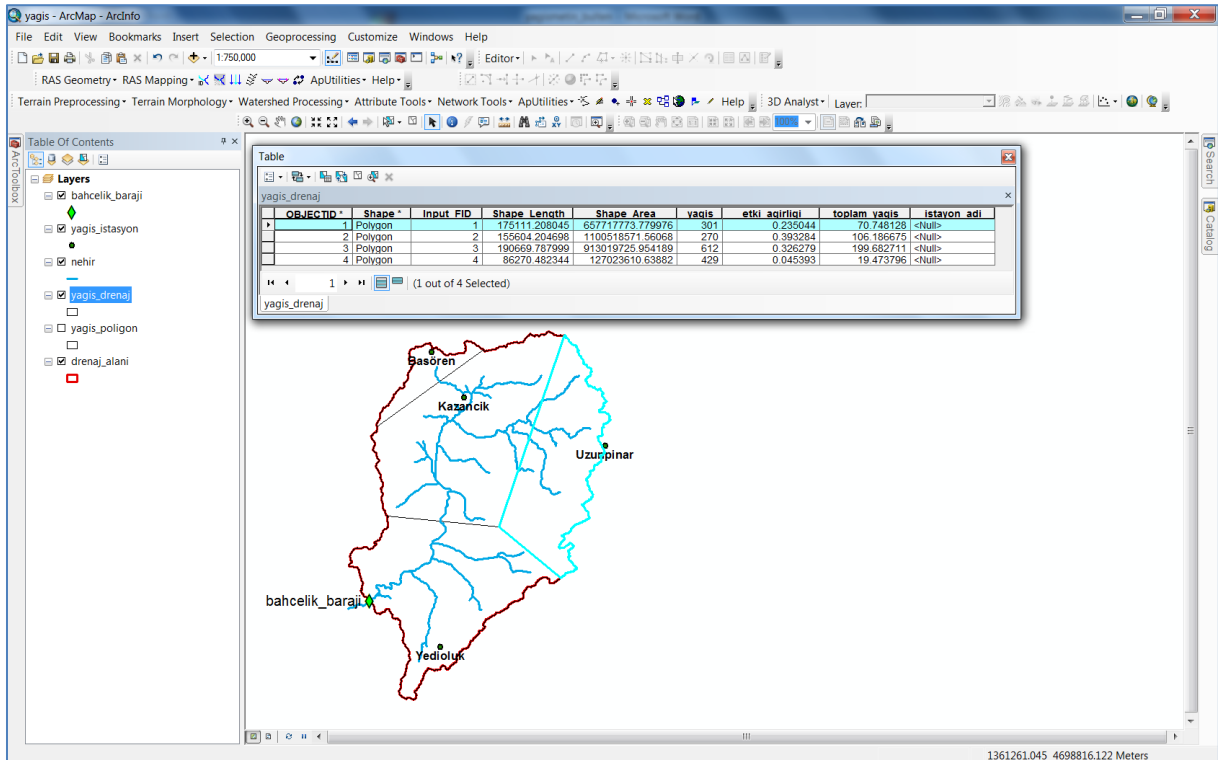 yagis - ArcMap - ArcInfo
File Edit View Bookmarks Insert Selection Geoprocessing Customize Windows Help
1:750,000 Editor
RAS Geometry RAS Mapping ApUtilities Help
Terrain Preprocessing Terrain Morphology Watershed Processing Attribute Tools Network Tools ApUtilities Help 3D Analyst Layer:
100%
Table Of Contents
Layers
bahcelik_baraji
yagis_istasyon
nehir
yagis_drenaj
yagis_poligon
drenaj_alani
ArcToolbox
Table
yagis_drenaj
OBJECTID * Shape * Input_FID Shape_Length Shape_Area yagis etki_agirligi toplam_yagis istayon_adi
1 Polygon 1 175111.208045 657717773.779976 301 0.235044 70.748128 <Null>
2 Polygon 2 155604.204698 1100518571.56068 270 0.393284 106.186675 <Null>
3 Polygon 3 190669.787999 913019725.954189 612 0.326279 199.682711 <Null>
4 Polygon 4 86270.482344 127023610.63882 429 0.045393 19.473796 <Null>
1 (1 out of 4 Selected)
yagis_drenaj
Basören
Kazancik
Uzunpinar
bahcelik_baraji
Yedioluk
Search
Catalog
1361261.045 4698816.122 Meters